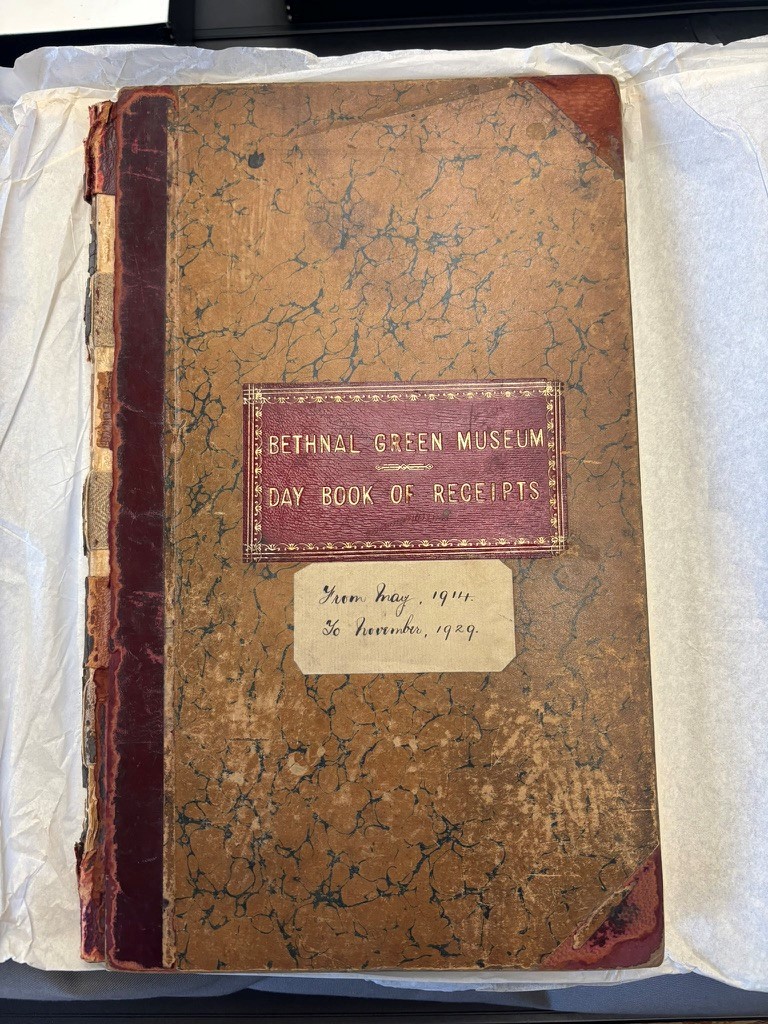 BETHNAL GREEN MUSEUM
DAY BOOK OF RECEIPTS
From May, 1914.
To November, 1929.